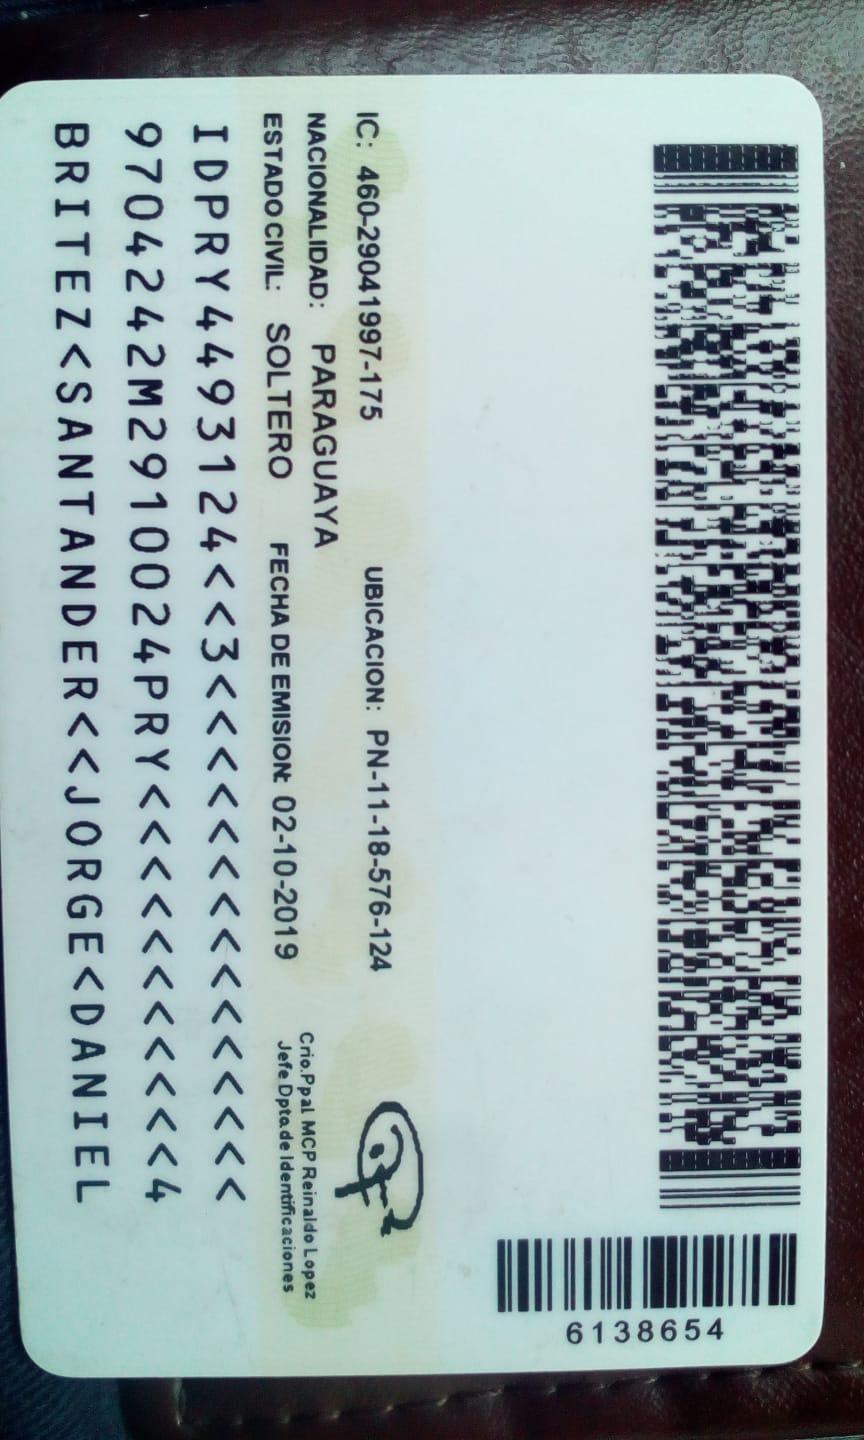 6138654
IC: 460-29041997-175 UBICACION: PN-11-18-576-124
NACIONALIDAD: PARAGUAYA
ESTADO CIVIL: SOLTERO FECHA DE EMISION: 02-10-2019
Crio.Ppal MCP Reinaldo Lopez
Jefe Dpto.de Identificaciones
IDPRY4493124<<3<<<<<<<<<<<<<<<
9704242M2910024PRY<<<<<<<<<<<4
BRITEZ<SANTANDER<<JORGE<DANIEL